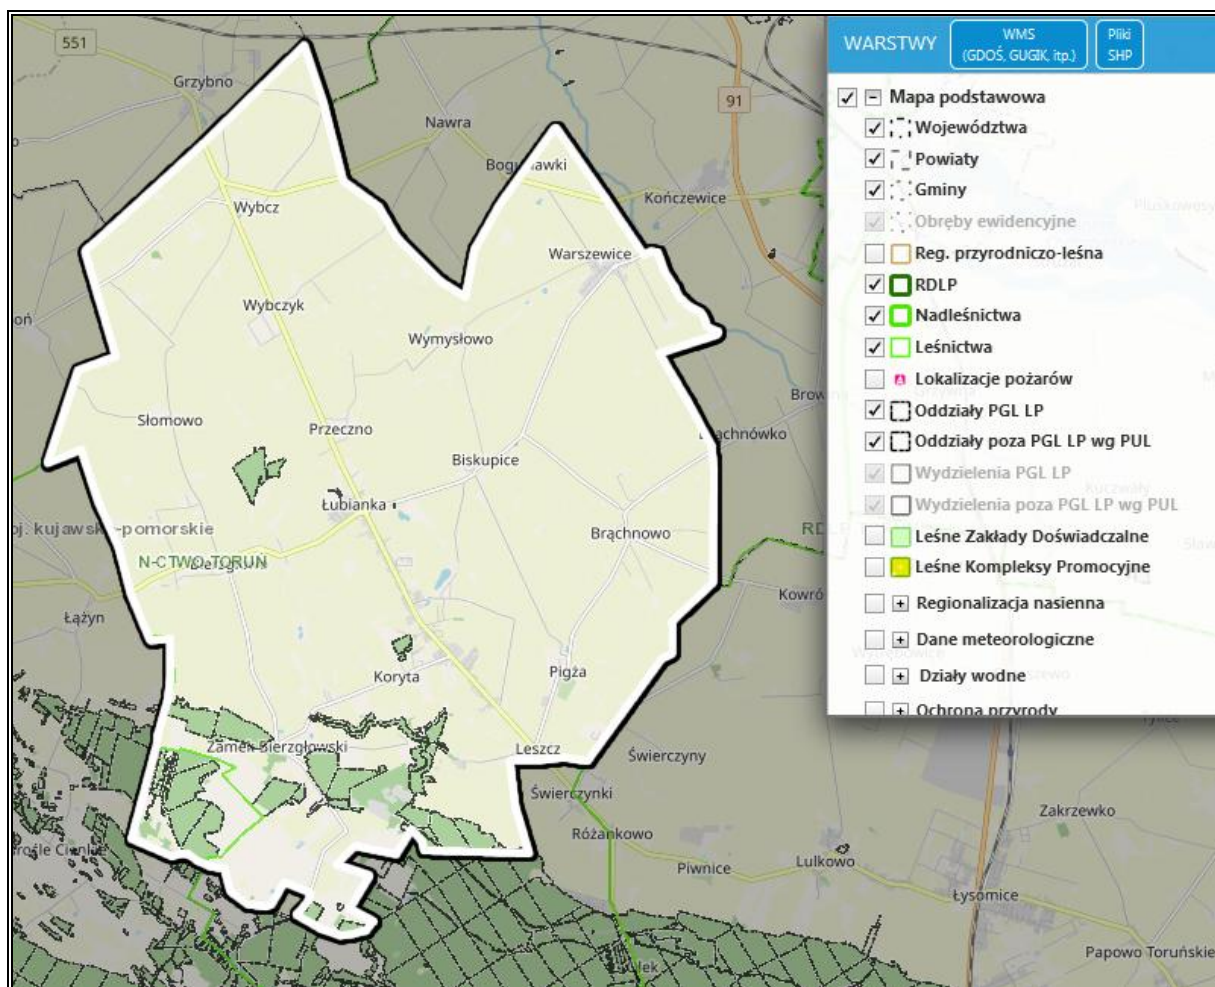 551
Grzybno
Nawra
91
Wybcz
Kończewice
Warszewice
Wybczyk
Wymysłowo
Słomowo
Przeczno
Biskupice
Łubianka
Brąchnowo
N-CTWO TORUŃ
Łążyn
Koryta
Pigża
Zamek Bierzgłowski
Leszcz
Świerczyny
Świerczynki
Różankowo
Piwnice
Lulkowo
Zakrzewko
Łysomice
Papowo Toruńskie
WARSTWY
WMS
(GDOŚ, GUGIK, itp.)
Pliki
SHP
Mapa podstawowa
Województwa
Powiaty
Gminy
Obręby ewidencyjne
Reg. przyrodniczo-leśna
RDLP
Nadleśnictwa
Leśnictwa
Lokalizacje pożarów
Oddziały PGL LP
Oddziały poza PGL LP wg PUL
Wydzielenia PGL LP
Wydzielenia poza PGL LP wg PUL
Leśne Zakłady Doświadczalne
Leśne Kompleksy Promocyjne
Regionalizacja nasienna
Dane meteorologiczne
Działy wodne
Ochrona przyrody